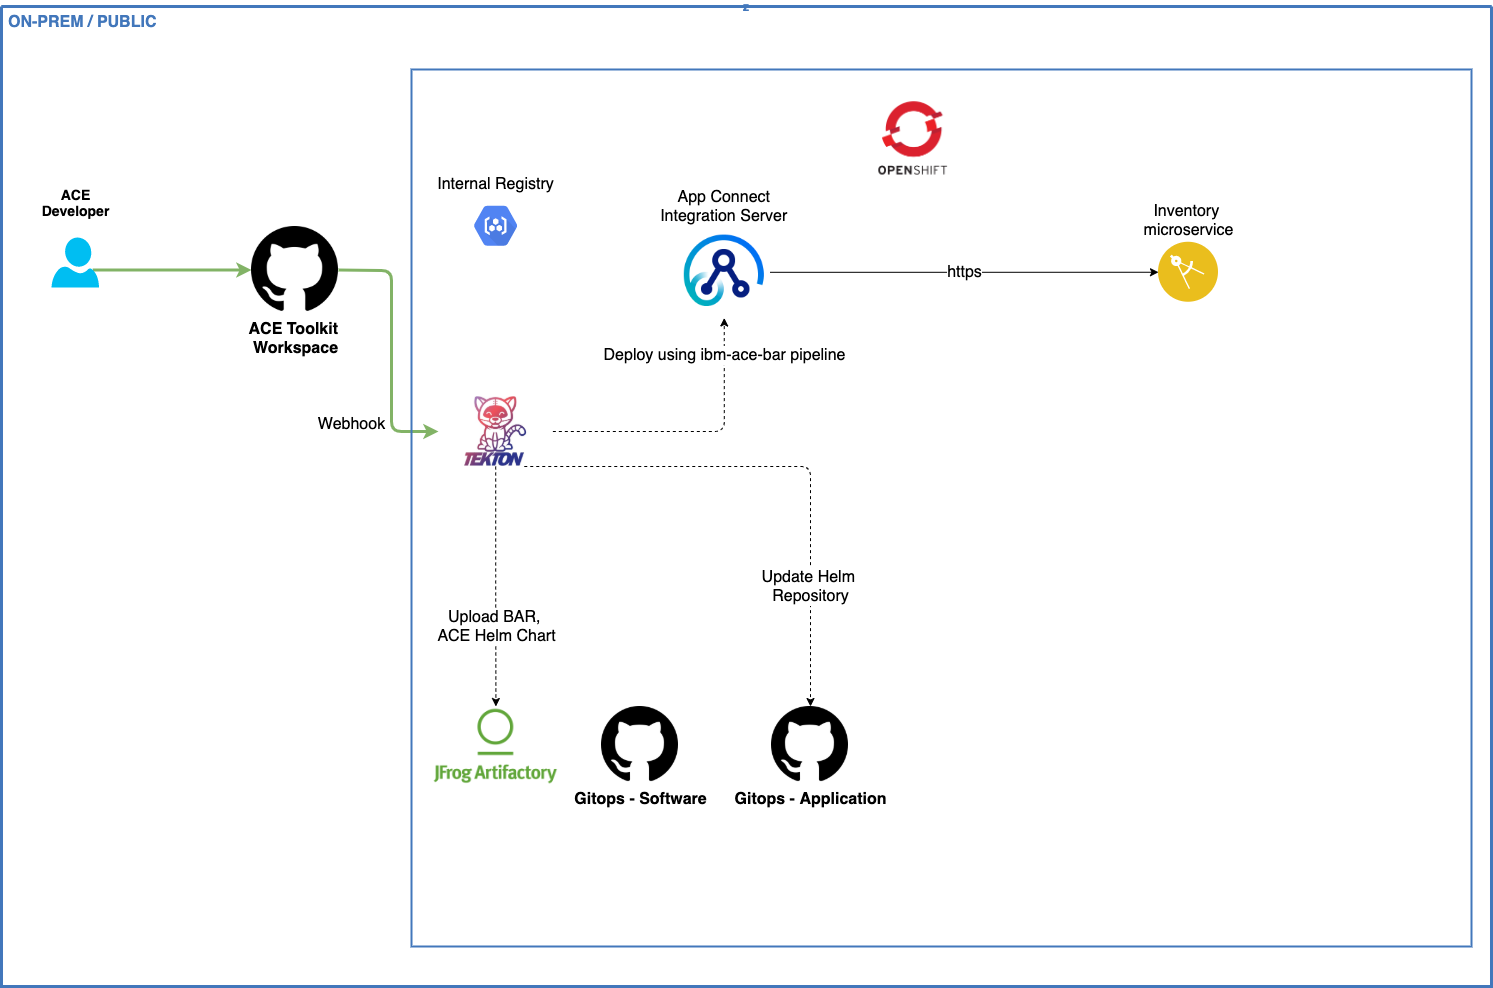 2
ON-PREM / PUBLIC
OPENSHIFT
Internal Registry
App Connect
Integration Server
Inventory
microservice
ACE
Developer
https
ACE Toolkit
Workspace
Deploy using ibm-ace-bar pipeline
Webhook
TEKTON
Update Helm
Repository
Upload BAR,
ACE Helm Chart
JFrog Artifactory
Gitops - Software
Gitops - Application